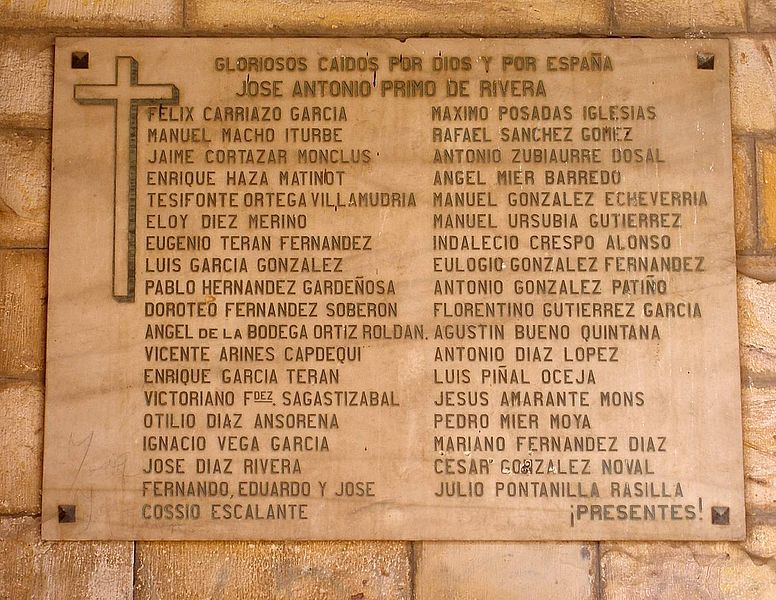 GLORIOSOS CAIDOS POR DIOS Y POR ESPAÑA
JOSE ANTONIO PRIMO DE RIVERA
FELIX CARRIAZO GARCIA
MANUEL MACHO ITURBE
JAIME CORTAZAR MONCLUS
ENRIQUE HAZA MATINOT
TESIFONTE ORTEGA VILLAMUDRIA
ELOY DIEZ MERINO
EUGENIO TERAN FERNANDEZ
LUIS GARCIA GONZALEZ
PABLO HERNANDEZ GARDEÑOSA
DOROTEO FERNANDEZ SOBERON
ANGEL DE LA BODEGA ORTIZ ROLDAN.
VICENTE ARINES CAPDEQUI
ENRIQUE GARCIA TERAN
VICTORIANO FDEZ. SAGASTIZABAL
OTILIO DIAZ ANSORENA
IGNACIO VEGA GARCIA
JOSE DIAZ RIVERA
FERNANDO, EDUARDO Y JOSE
COSSIO ESCALANTE
MAXIMO POSADAS IGLESIAS
RAFAEL SANCHEZ GOMEZ
ANTONIO ZUBIAURRE DOSAL
ANGEL MIER BARREDO
MANUEL GONZALEZ ECHEVERRIA
MANUEL URSUBIA GUTIERREZ
INDALECIO CRESPO ALONSO
EULOGIO GONZALEZ FERNANDEZ
ANTONIO GONZALEZ PATIÑO
FLORENTINO GUTIERREZ GARCIA
AGUSTIN BUENO QUINTANA
ANTONIO DIAZ LOPEZ
LUIS PIÑAL OCEJA
JESUS AMARANTE MONS
PEDRO MIER MOYA
MARIANO FERNANDEZ DIAZ
CESAR GONZALEZ NOVAL
JULIO PONTANILLA RASILLA
¡PRESENTES!